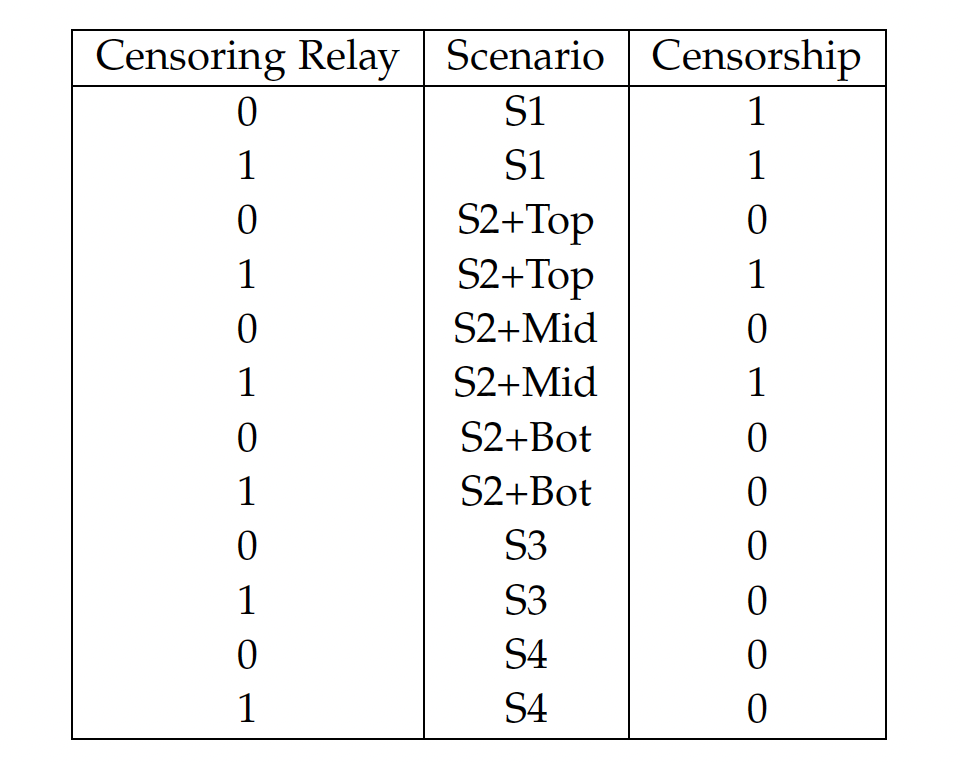 Censoring Relay Scenario Censorship
0 S1 1
1 S1 1
0 S2+Top 0
1 S2+Top 1
0 S2+Mid 0
1 S2+Mid 1
0 S2+Bot 0
1 S2+Bot 0
0 S3 0
1 S3 0
0 S4 0
1 S4 0